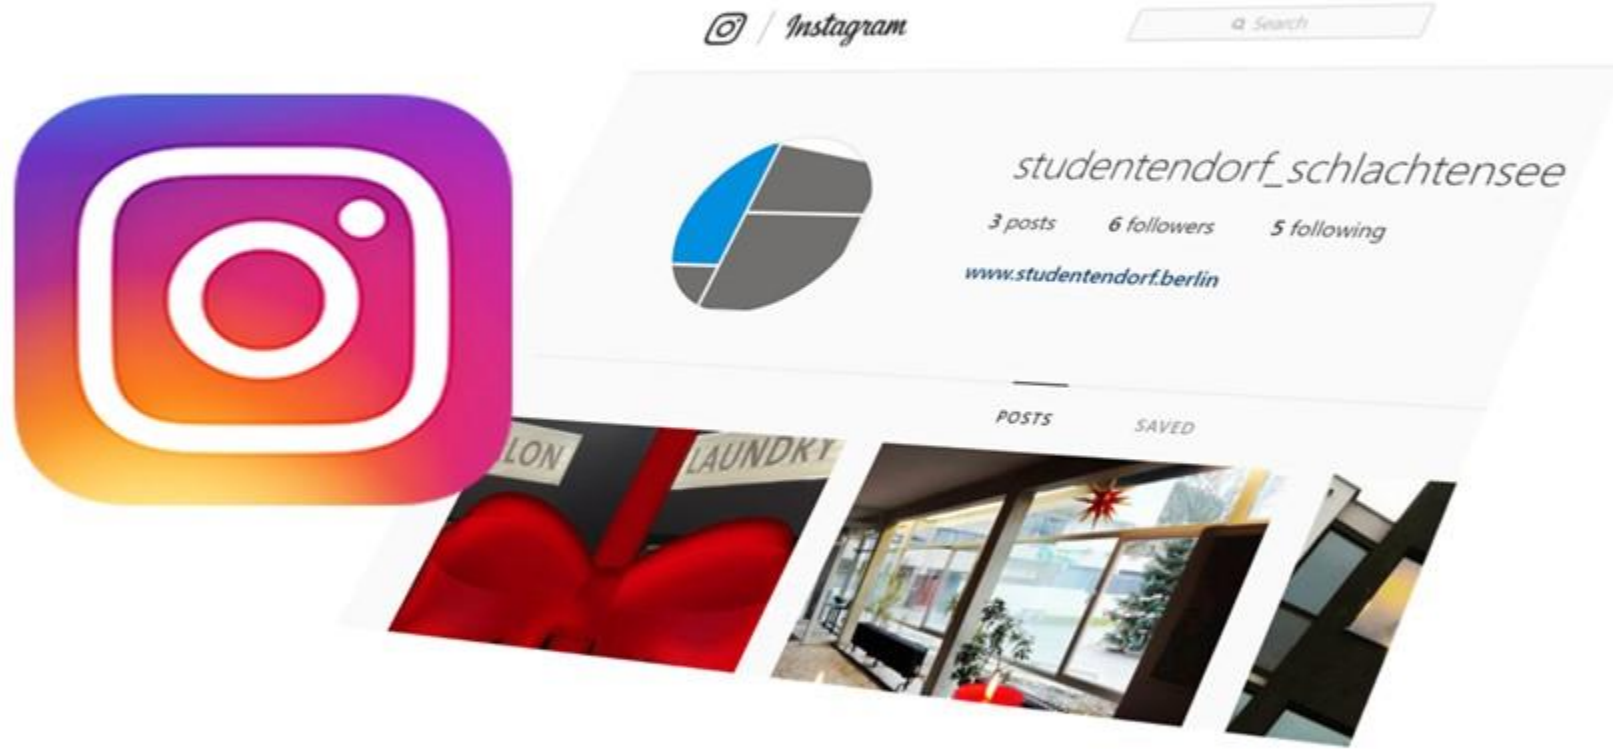 Instagram
Search
studentendorf_schlachtensee
3 posts 6 followers 5 following
www.studentendorf.berlin
POSTS SAVED
LON LAUNDRY